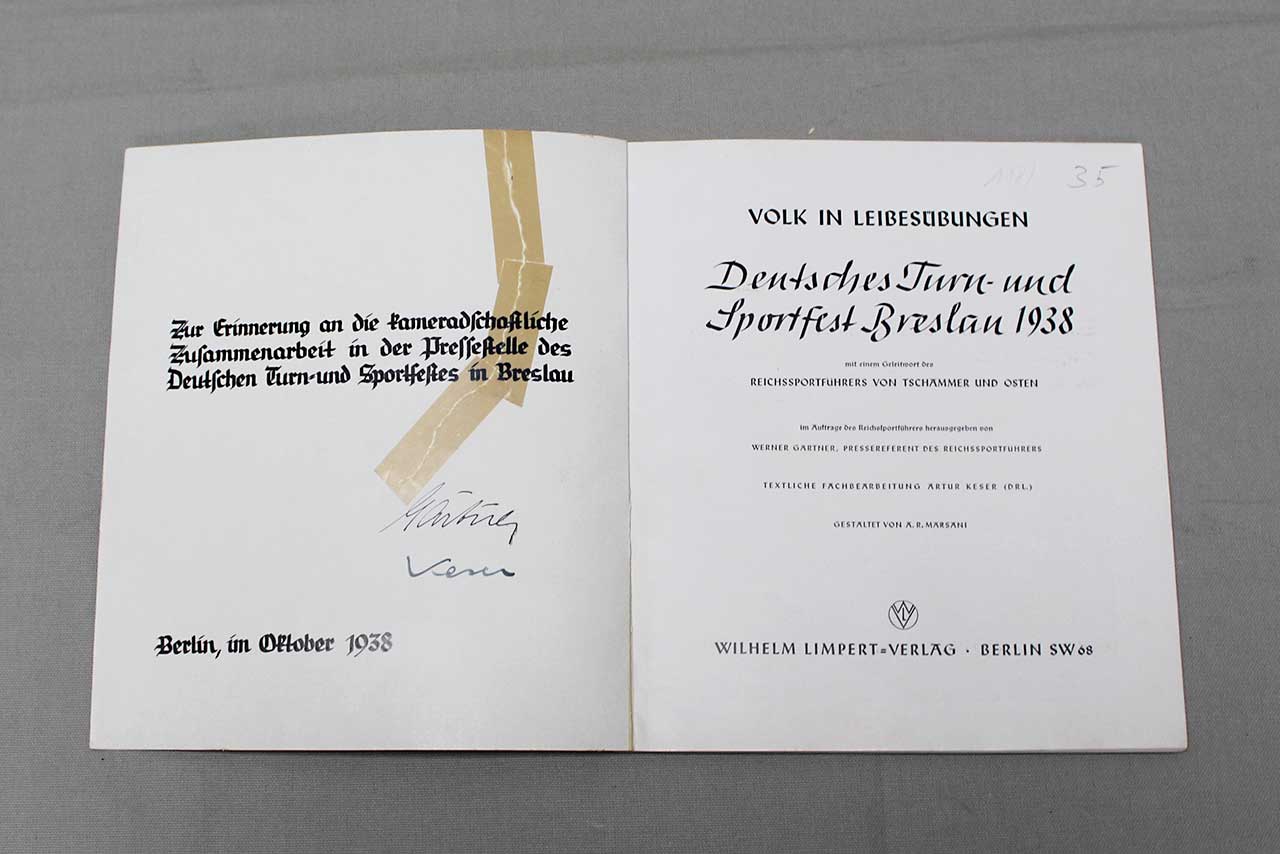 Zur Erinnerung an die kameradschaftliche
Zusammenarbeit in der Pressestelle des
Deutschen Turn-und Sportfestes in Breslau
Gärtner
Keser
Berlin, im Oktober 1938
35
VOLK IN LEIBESÜBUNGEN
Deutsches Turn- und
Sportfest Breslau 1938
mit einem Geleitwort des
REICHSSPORTFÜHRERS VON TSCHAMMER UND OSTEN
im Auftrage des Reichssportführers herausgegeben von
WERNER GÄRTNER, PRESSEREFERENT DES REICHSSPORTFÜHRERS
TEXTLICHE FACHBEARBEITUNG ARTUR KESER (DRL.)
GESTALTET VON A. R. MARSANI
WLV
WILHELM LIMPERT=VERLAG · BERLIN SW 68